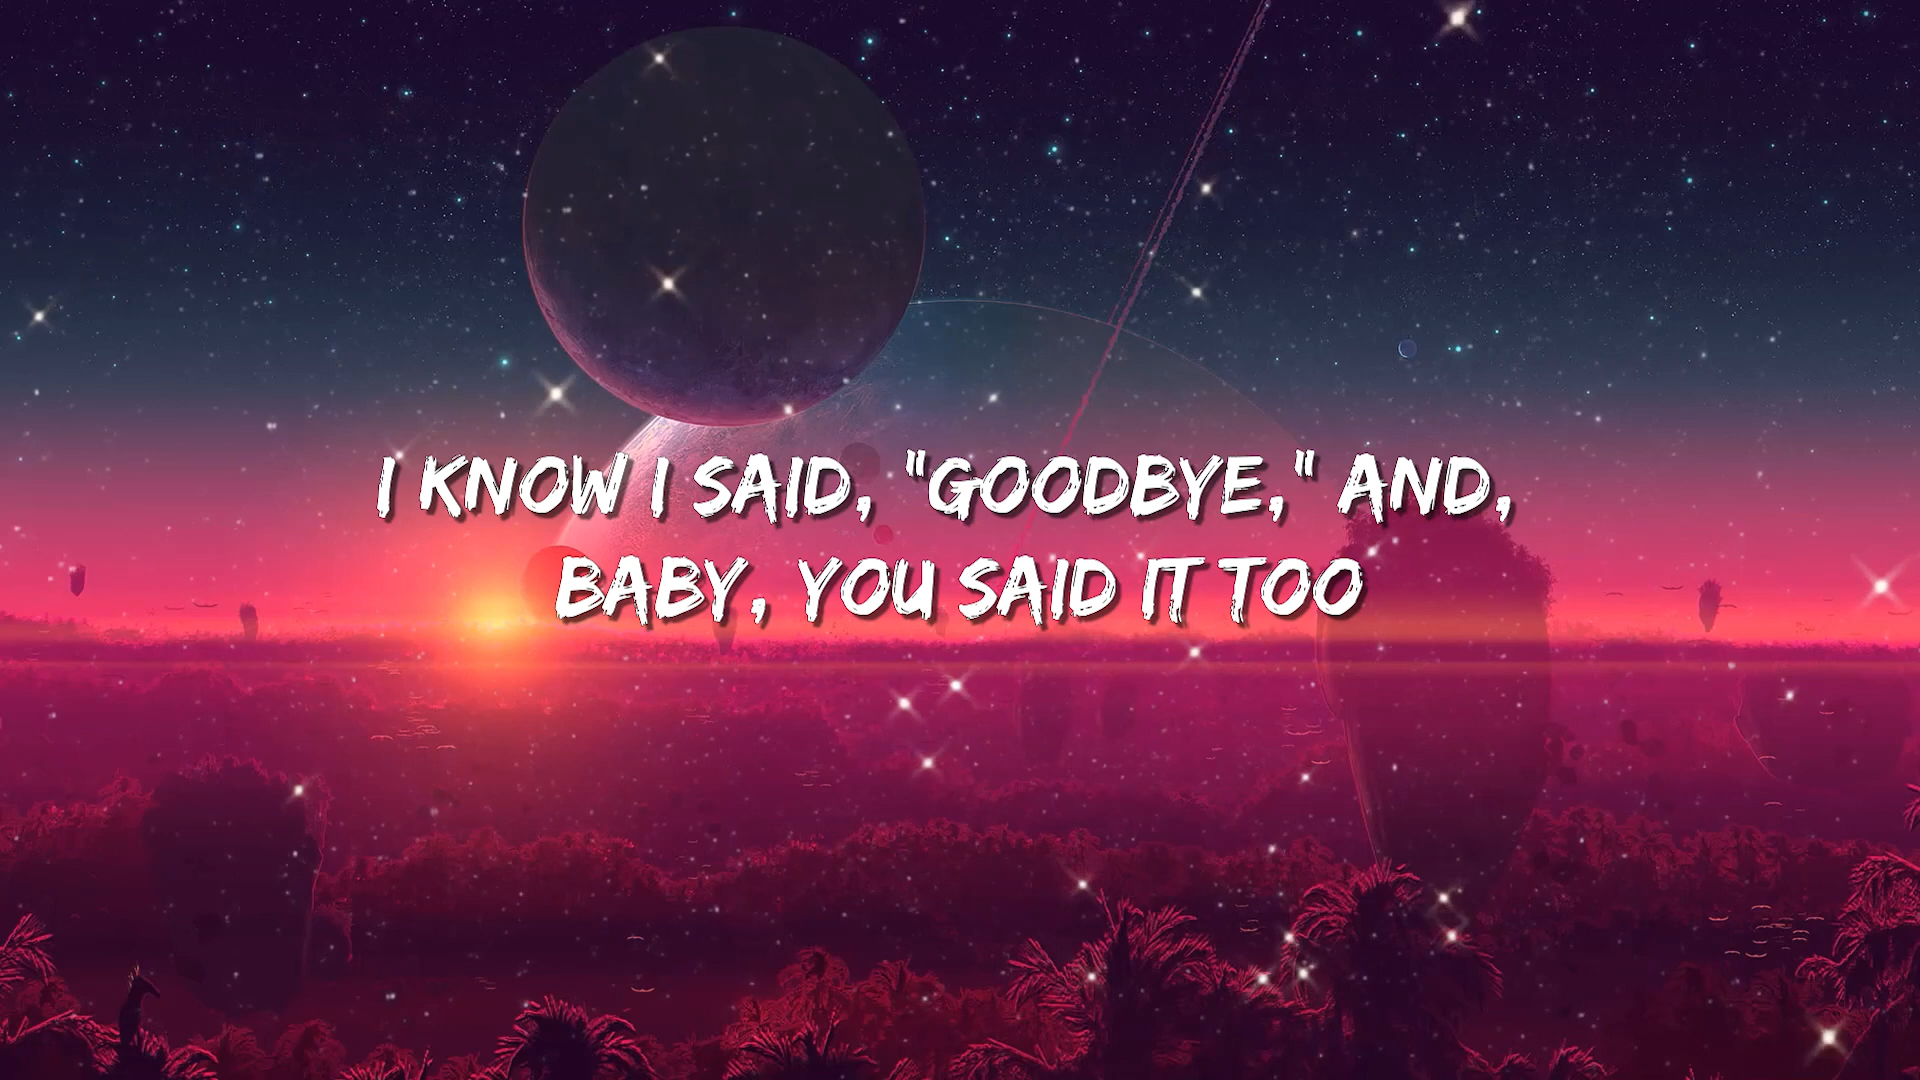 I KNOW I SAID, "GOODBYE," AND,
BABY, YOU SAID IT TOO